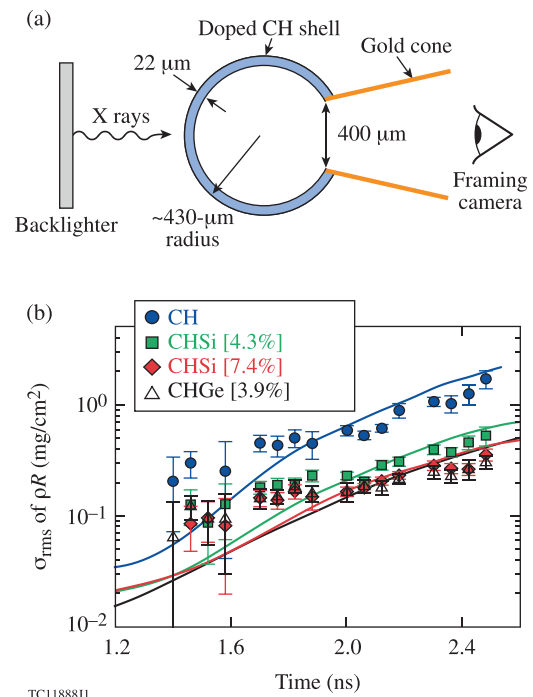 (a)
Doped CH shell
Gold cone
22 μm
X rays
400 μm
Framing
camera
~430-μm
radius
Backlighter
(b)
CH
CHSi [4.3%]
CHSi [7.4%]
CHGe [3.9%]
10⁰
10⁻¹
10⁻²
σrms of ρR (mg/cm2)
1.2
1.6
2.0
2.4
Time (ns)
TC11888J1